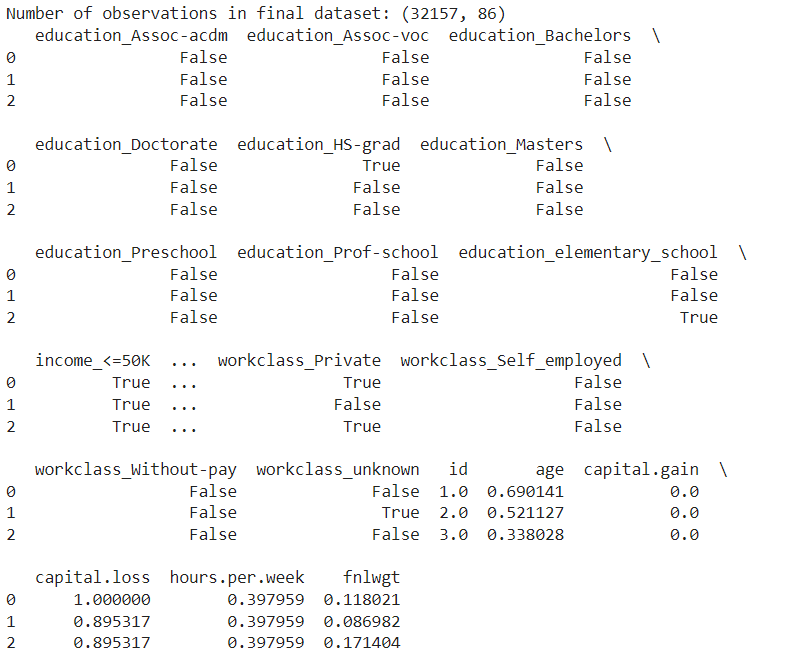 Number of observations in final dataset: (32157, 86)
   education_Assoc-acdm  education_Assoc-voc  education_Bachelors  \
0                 False                False                False
1                 False                False                False
2                 False                False                False

   education_Doctorate  education_HS-grad  education_Masters  \
0                False               True              False
1                False              False              False
2                False              False              False

   education_Preschool  education_Prof-school  education_elementary_school  \
0                False                  False                        False
1                False                  False                        False
2                False                  False                         True

   income_<=50K  ...  workclass_Private  workclass_Self_employed  \
0          True  ...               True                    False
1          True  ...              False                    False
2          True  ...               True                    False

   workclass_Without-pay  workclass_unknown   id       age  capital.gain  \
0                  False              False  1.0  0.690141           0.0
1                  False               True  2.0  0.521127           0.0
2                  False              False  3.0  0.338028           0.0

   capital.loss  hours.per.week    fnlwgt
0      1.000000        0.397959  0.118021
1      0.895317        0.397959  0.086982
2      0.895317        0.397959  0.171404